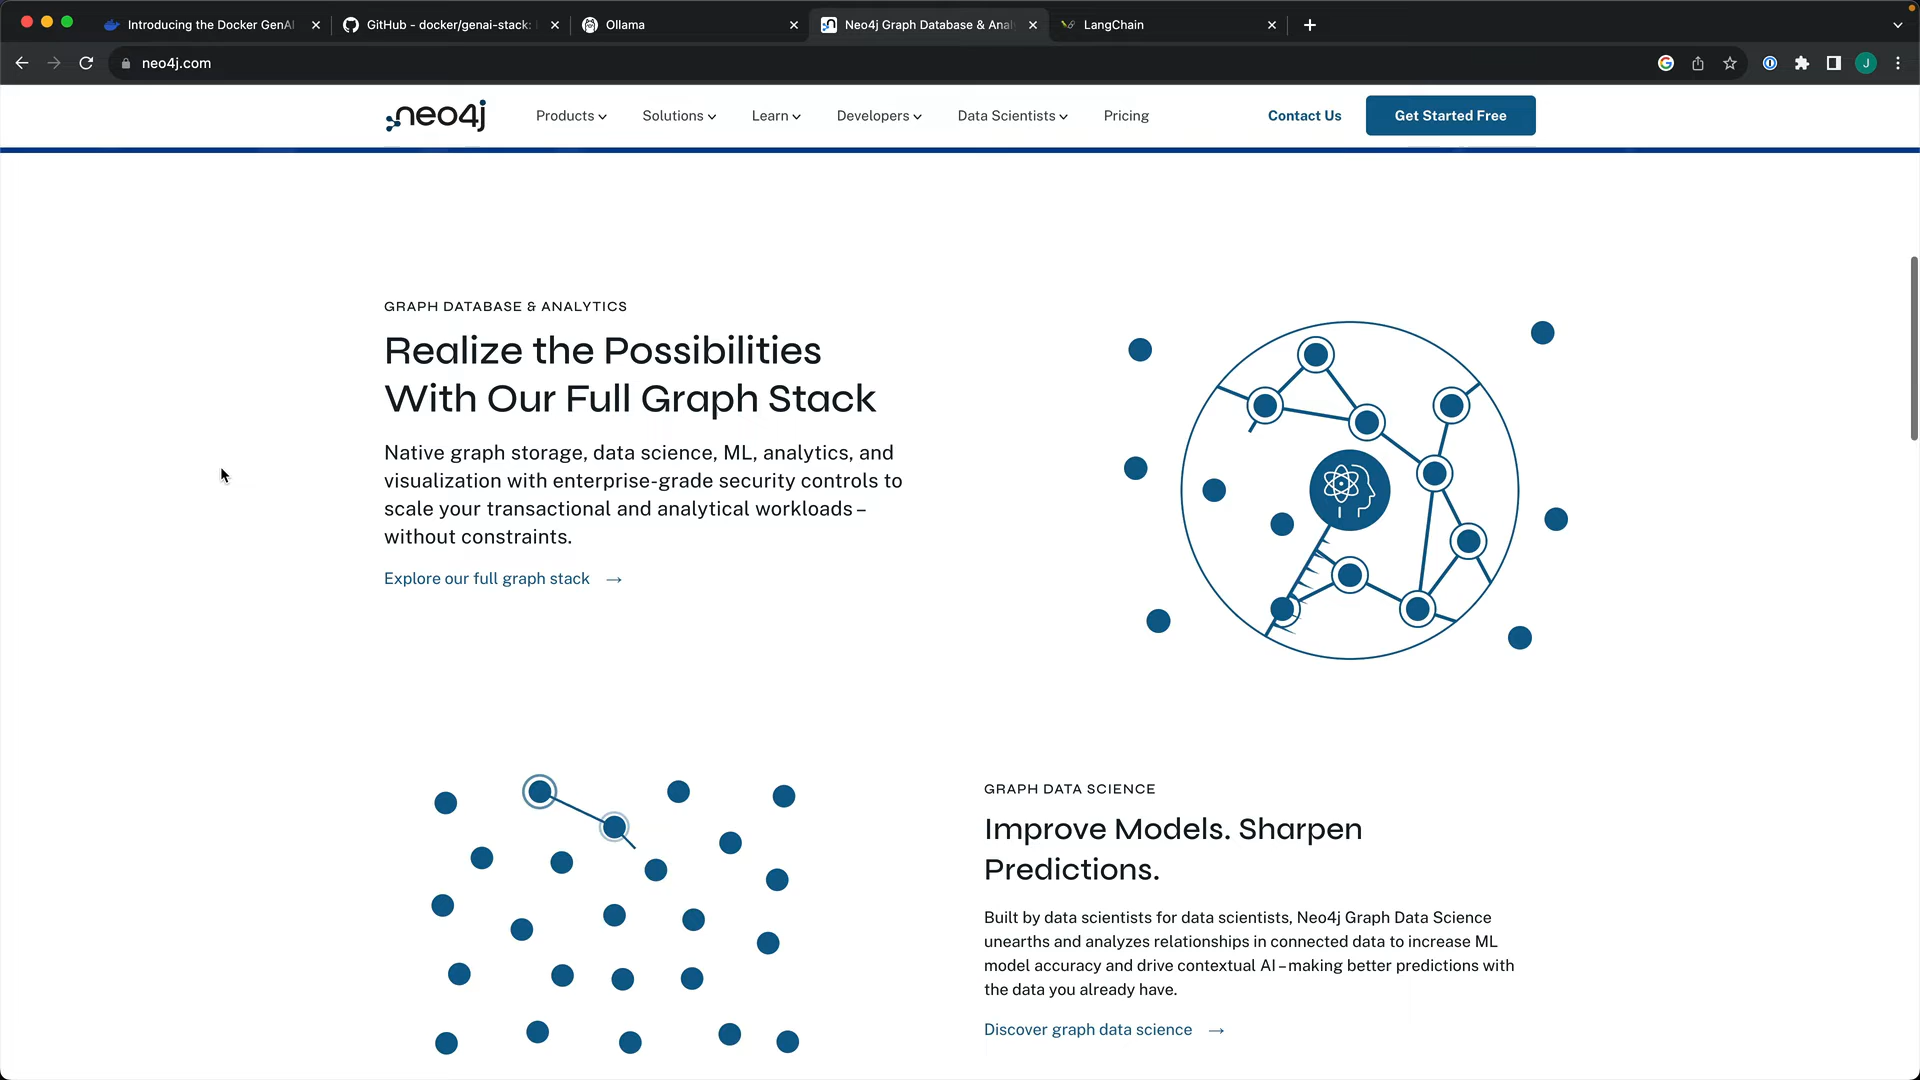 Introducing the Docker GenAI
GitHub - docker/genai-stack:
Ollama
Neo4j Graph Database & Anal
LangChain
neo4j.com
J
neo4j
Products
Solutions
Learn
Developers
Data Scientists
Pricing
Contact Us
Get Started Free
GRAPH DATABASE & ANALYTICS
Realize the Possibilities
With Our Full Graph Stack
Native graph storage, data science, ML, analytics, and
visualization with enterprise-grade security controls to
scale your transactional and analytical workloads –
without constraints.
Explore our full graph stack →
GRAPH DATA SCIENCE
Improve Models. Sharpen
Predictions.
Built by data scientists for data scientists, Neo4j Graph Data Science
unearths and analyzes relationships in connected data to increase ML
model accuracy and drive contextual AI – making better predictions with
the data you already have.
Discover graph data science →